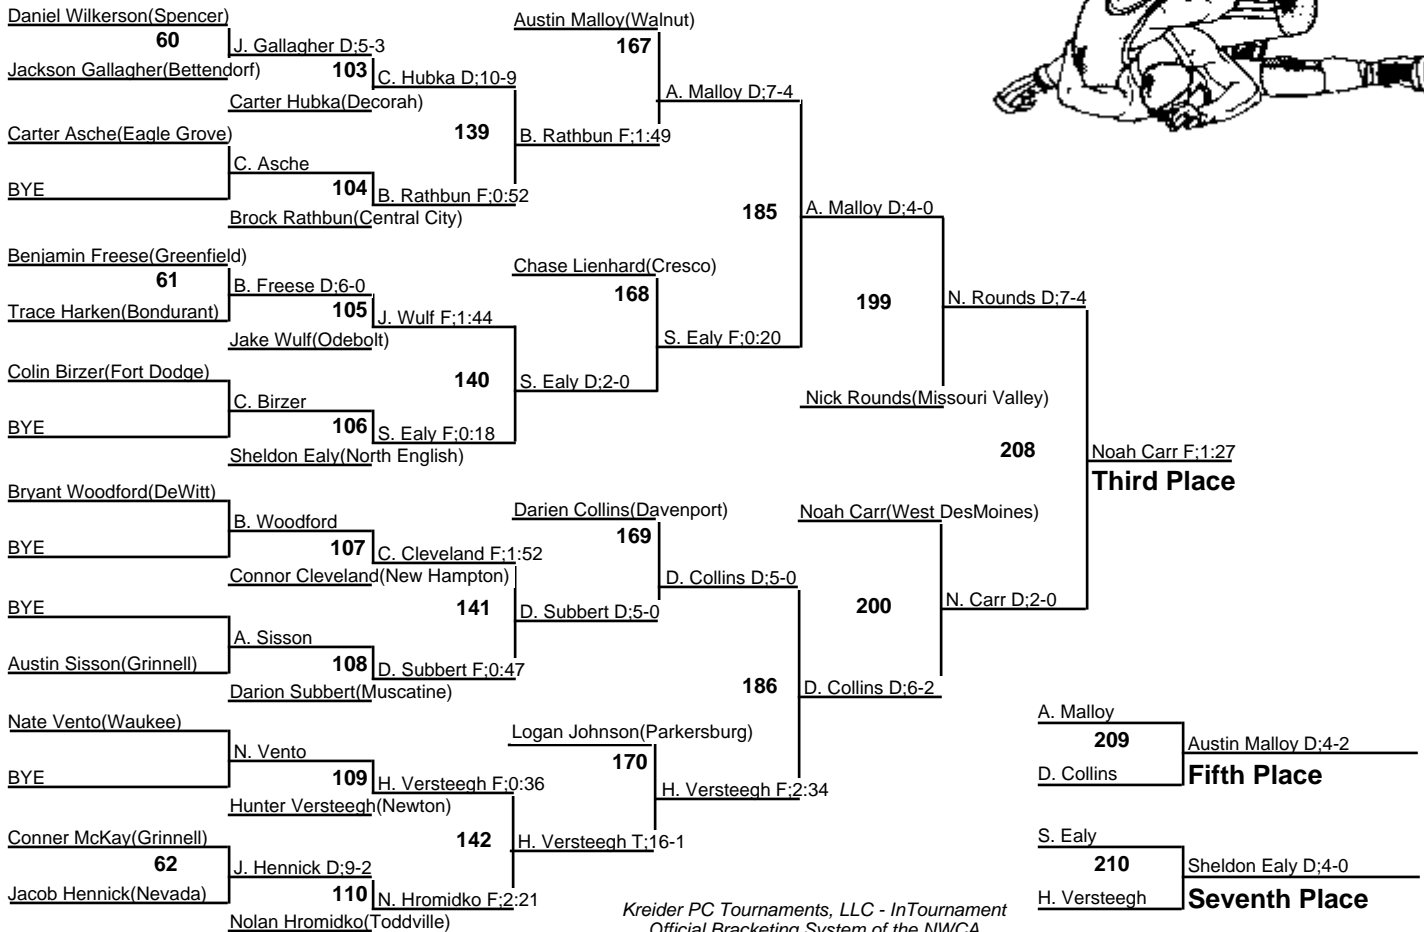 Daniel Wilkerson(Spencer)
60
J. Gallagher D;5-3
Jackson Gallagher(Bettendorf)
103
C. Hubka D;10-9
Carter Hubka(Decorah)
Carter Asche(Eagle Grove)
139
B. Rathbun F;1:49
C. Asche
BYE
104
B. Rathbun F;0:52
Brock Rathbun(Central City)
Austin Malloy(Walnut)
167
A. Malloy D;7-4
185
A. Malloy D;4-0
Benjamin Freese(Greenfield)
61
B. Freese D;6-0
Trace Harken(Bondurant)
105
J. Wulf F;1:44
Jake Wulf(Odebolt)
Colin Birzer(Fort Dodge)
140
S. Ealy D;2-0
C. Birzer
BYE
106
S. Ealy F;0:18
Sheldon Ealy(North English)
Chase Lienhard(Cresco)
168
S. Ealy F;0:20
199
N. Rounds D;7-4
Nick Rounds(Missouri Valley)
208
Noah Carr F;1:27
Third Place
Bryant Woodford(DeWitt)
B. Woodford
BYE
107
C. Cleveland F;1:52
Connor Cleveland(New Hampton)
BYE
141
D. Subbert D;5-0
A. Sisson
Austin Sisson(Grinnell)
108
D. Subbert F;0:47
Darion Subbert(Muscatine)
Darien Collins(Davenport)
169
D. Collins D;5-0
Noah Carr(West DesMoines)
200
N. Carr D;2-0
186
D. Collins D;6-2
Nate Vento(Waukee)
N. Vento
BYE
109
H. Versteegh F;0:36
Hunter Versteegh(Newton)
Conner McKay(Grinnell)
142
H. Versteegh T;16-1
62
J. Hennick D;9-2
Jacob Hennick(Nevada)
110
N. Hromidko F;2:21
Nolan Hromidko(Toddville)
Logan Johnson(Parkersburg)
170
H. Versteegh F;2:34
A. Malloy
209
Austin Malloy D;4-2
D. Collins
Fifth Place
S. Ealy
210
Sheldon Ealy D;4-0
H. Versteegh
Seventh Place
Kreider PC Tournaments, LLC - InTournament
Official Bracketing System of the NWCA